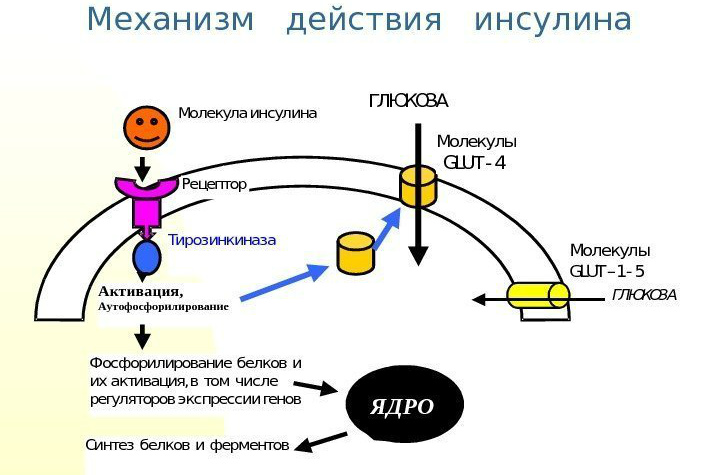 Механизм действия инсулина
ГЛЮКОЗА
Молекула инсулина
Молекулы
GLUT - 4
Рецептор
Тирозинкиназа
Молекулы
GLUT – 1 - 5
ГЛЮКОЗА
Активация,
Аутофосфорилирование
Фосфорилирование белков и
их активация, в том числе
регуляторов экспрессии генов
ЯДРО
Синтез белков и ферментов